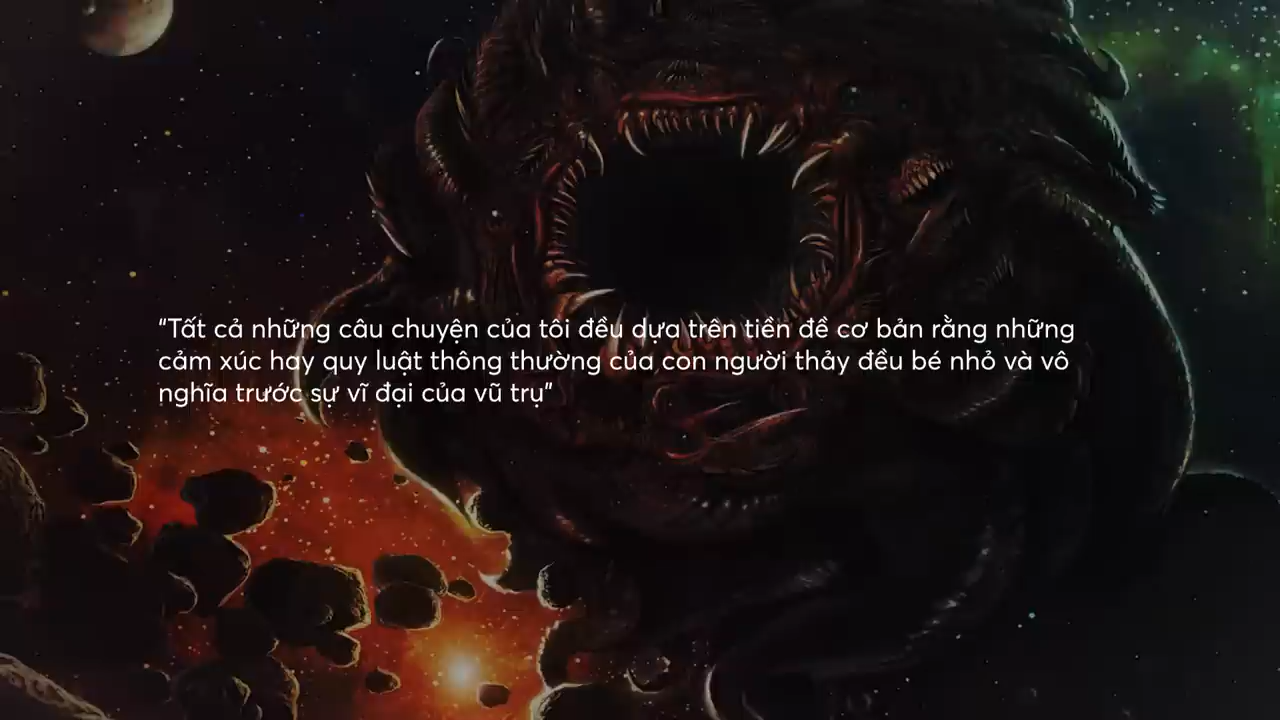 “Tất cả những câu chuyện của tôi đều dựa trên tiền đề cơ bản rằng những
cảm xúc hay quy luật thông thường của con người thảy đều bé nhỏ và vô
nghĩa trước sự vĩ đại của vũ trụ”